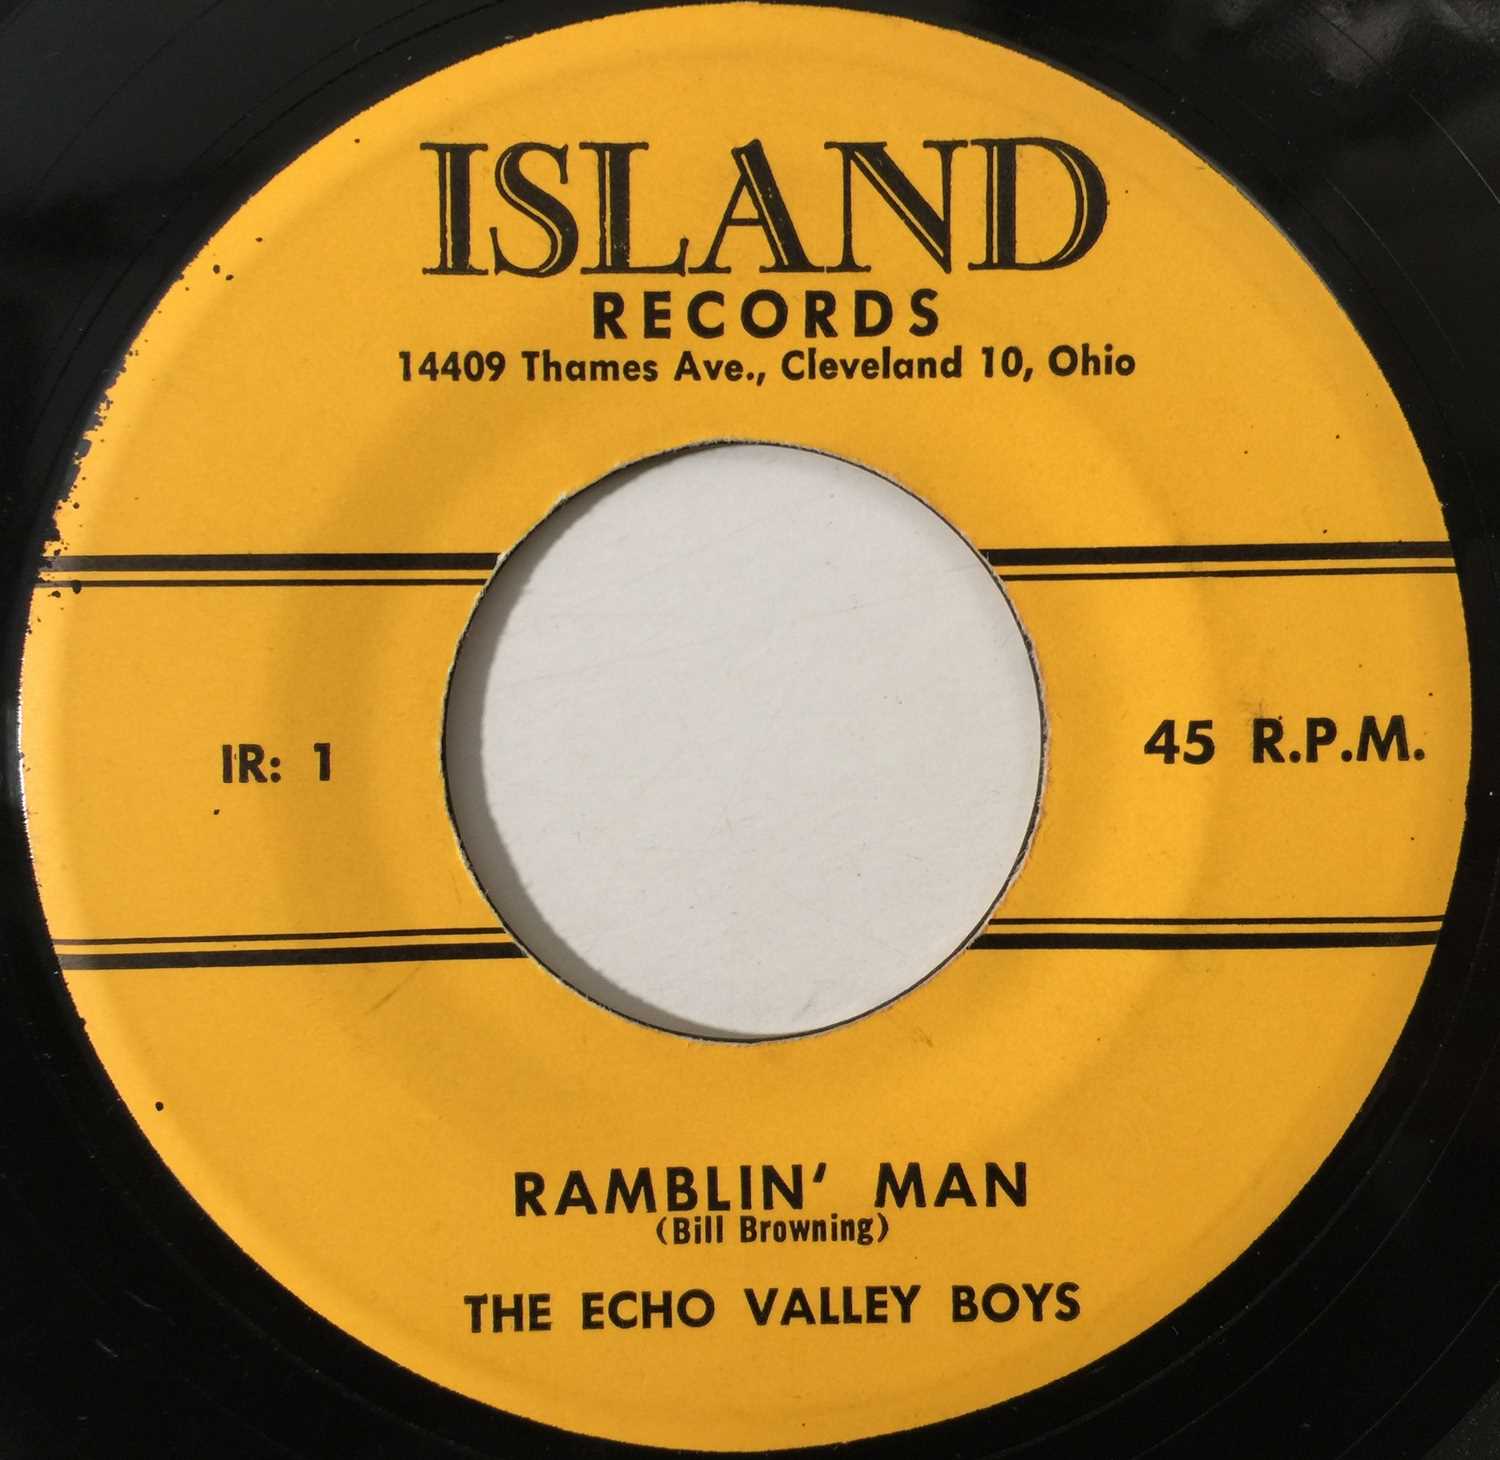 ISLAND
RECORDS
14409 Thames Ave., Cleveland 10, Ohio
IR: 1
45 R.P.M.
RAMBLIN' MAN
(Bill Browning)
THE ECHO VALLEY BOYS